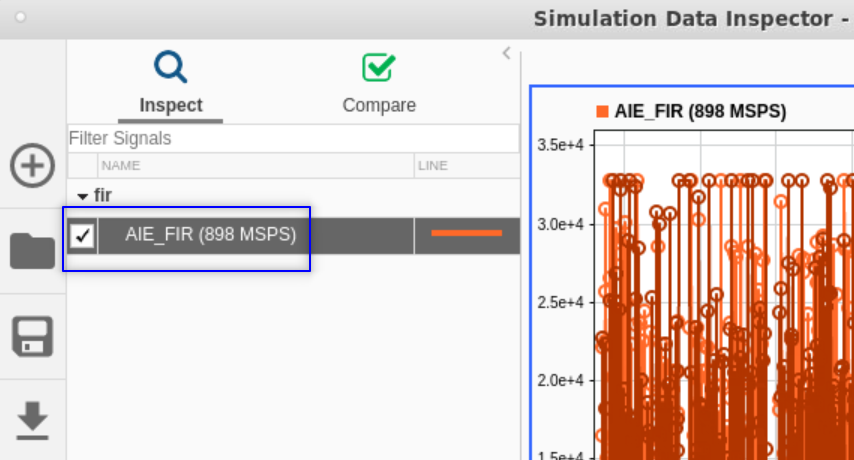 Simulation Data Inspector -
Inspect
Compare
Filter Signals
NAME
LINE
fir
AIE_FIR (898 MSPS)
AIE_FIR (898 MSPS)
3.5e+4
3.0e+4
2.5e+4
2.0e+4
1.5e+4